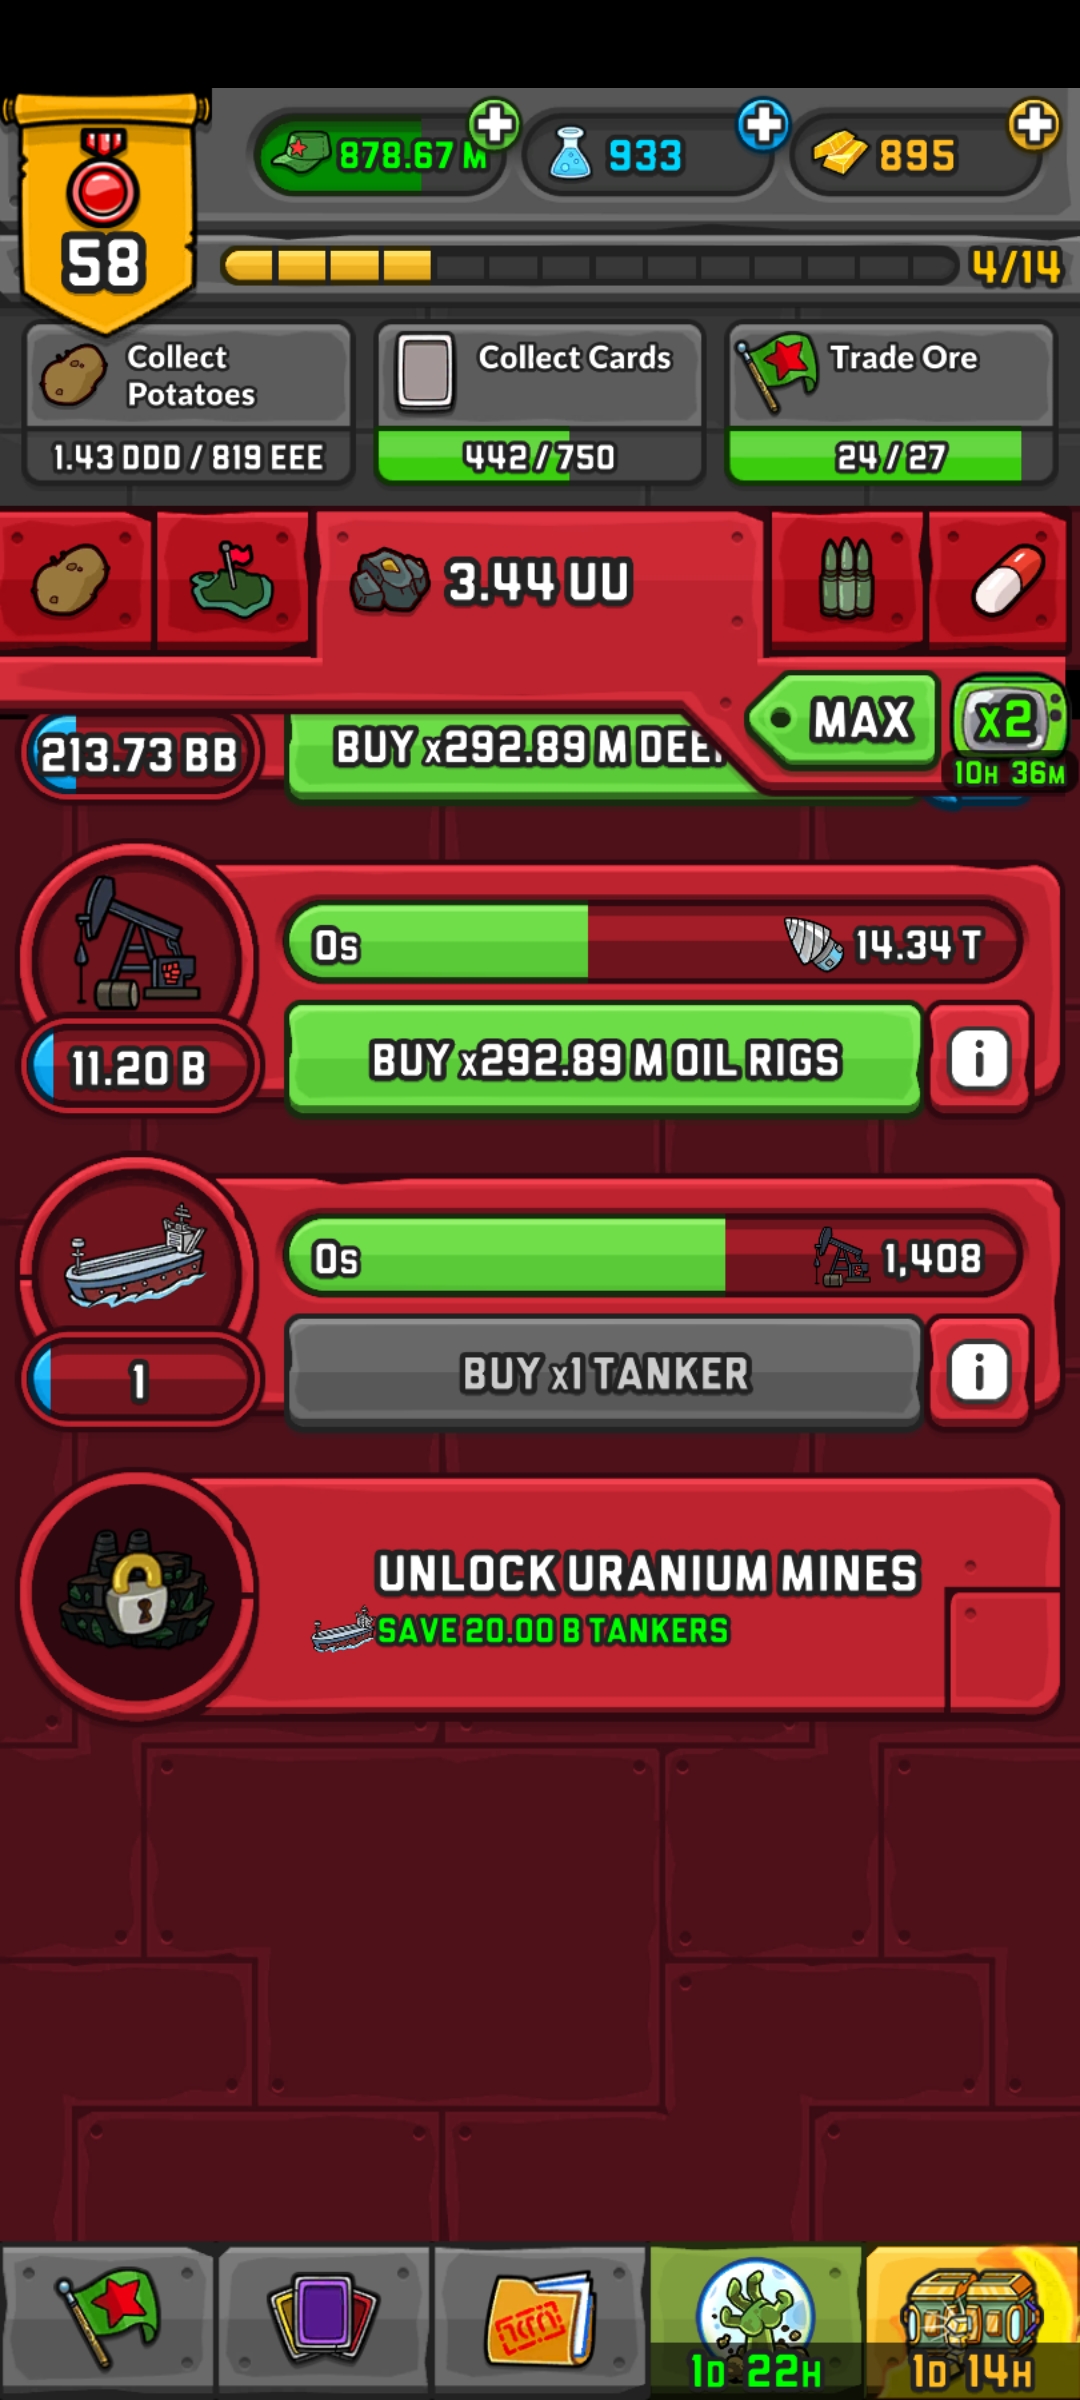 878.67 M
933
895
58
4/14
Collect
Potatoes
Collect Cards
Trade Ore
1.43 DDD / 819 EEE
442/750
24/27
3.44 UU
MAX
x2
10H 36M
213.73 BB
BUY x292.89 M
0s
14.34 T
11.20 B
BUY x292.89 M OIL RIGS
i
0s
1,408
1
BUY x1 TANKER
i
UNLOCK URANIUM MINES
SAVE 20.00 B TANKERS
1D 22H
1D 14H